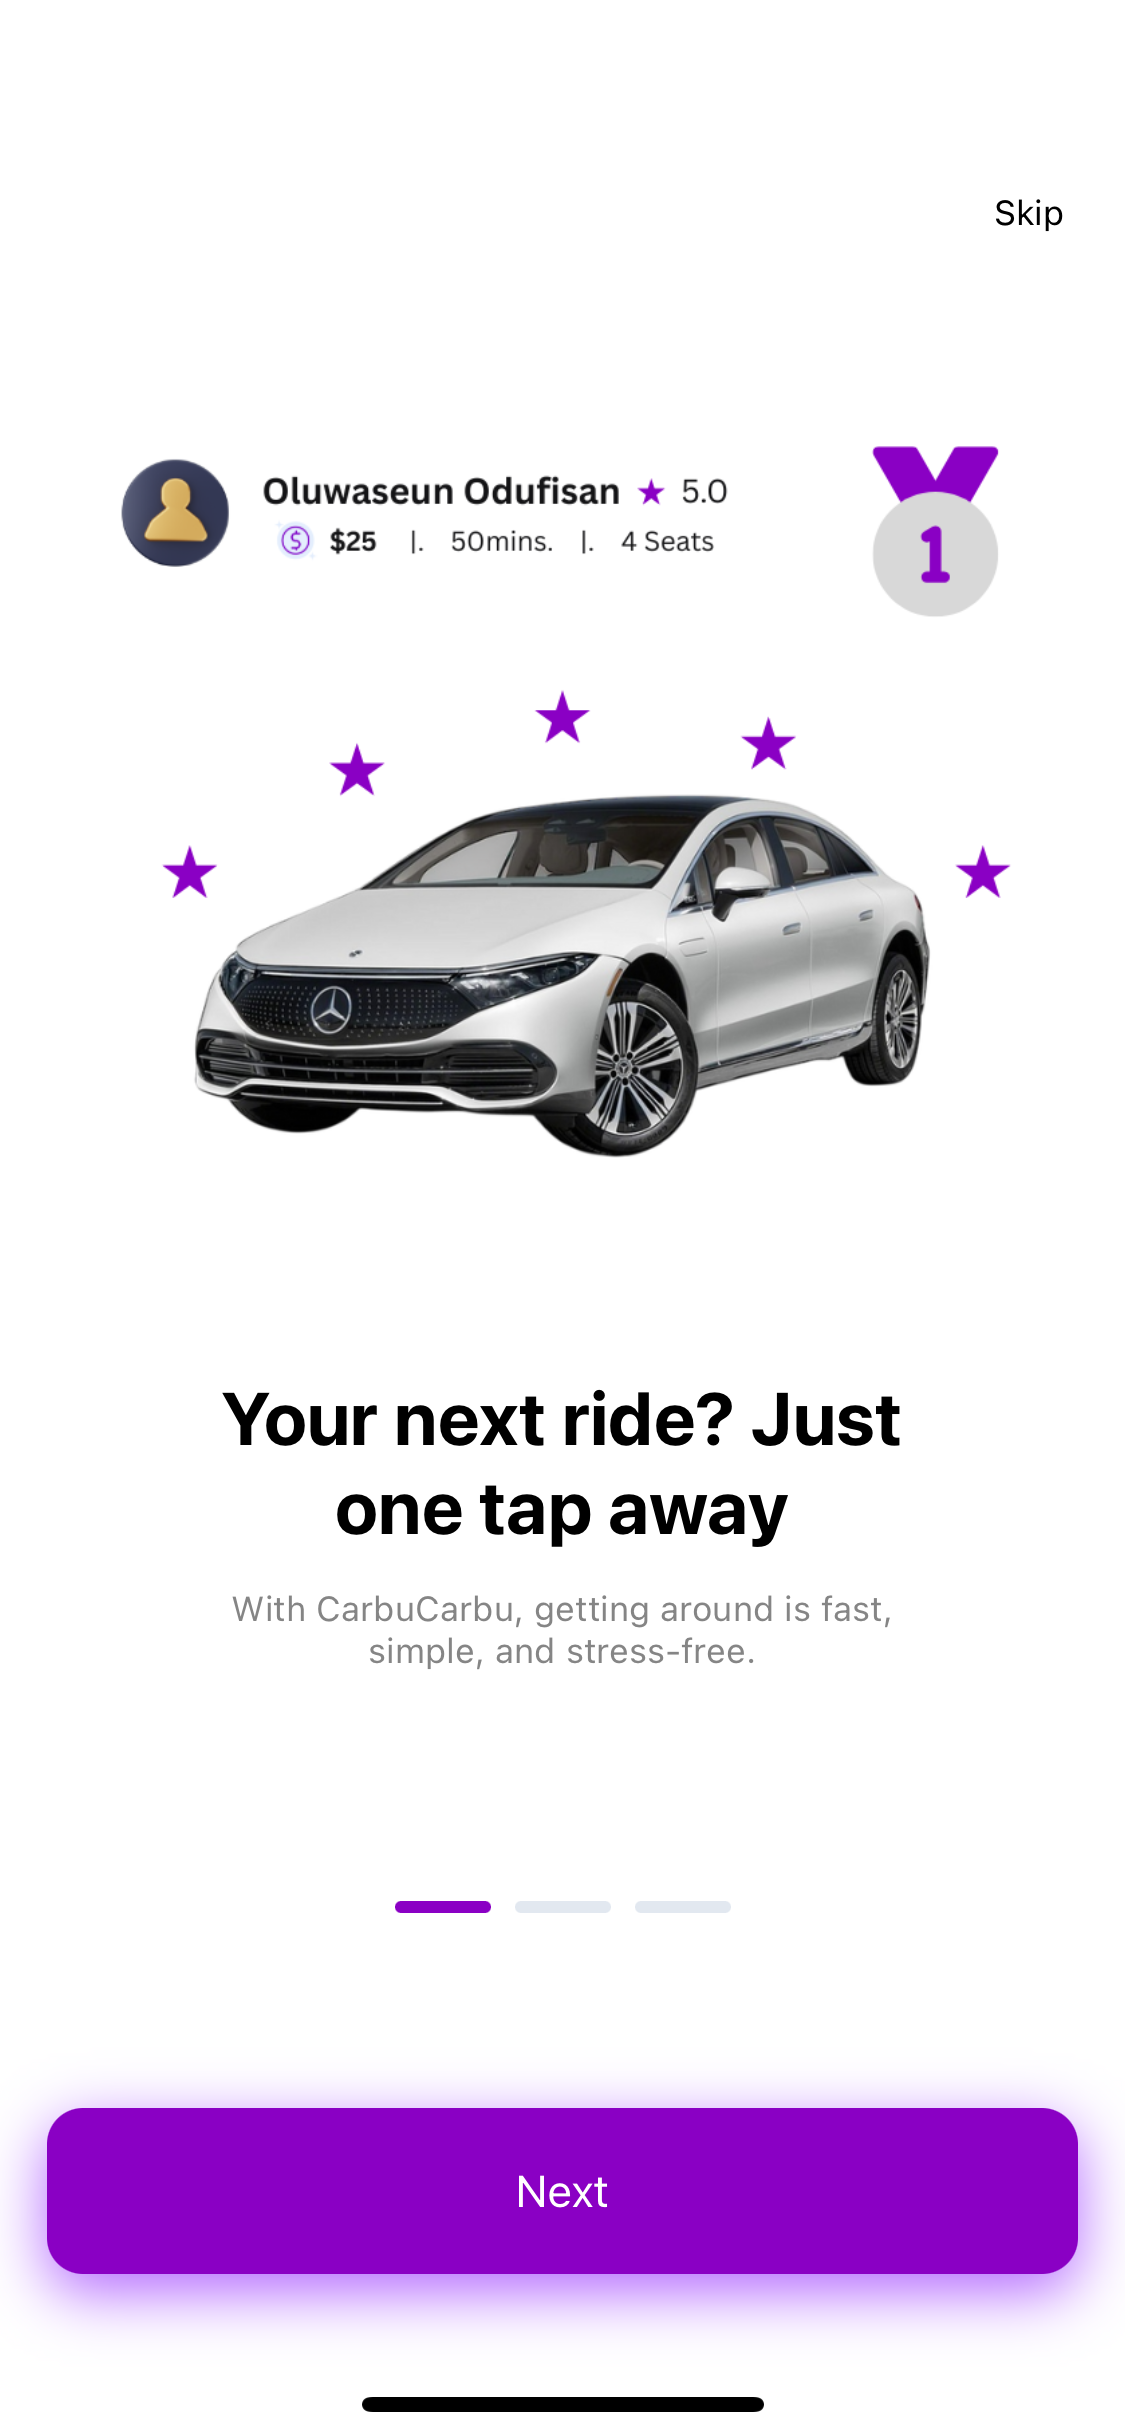 Skip
Oluwaseun Odufisan ★ 5.0
$25 |. 50mins. |. 4 Seats
1
Your next ride? Just
one tap away
With CarbuCarbu, getting around is fast,
simple, and stress-free.
Next